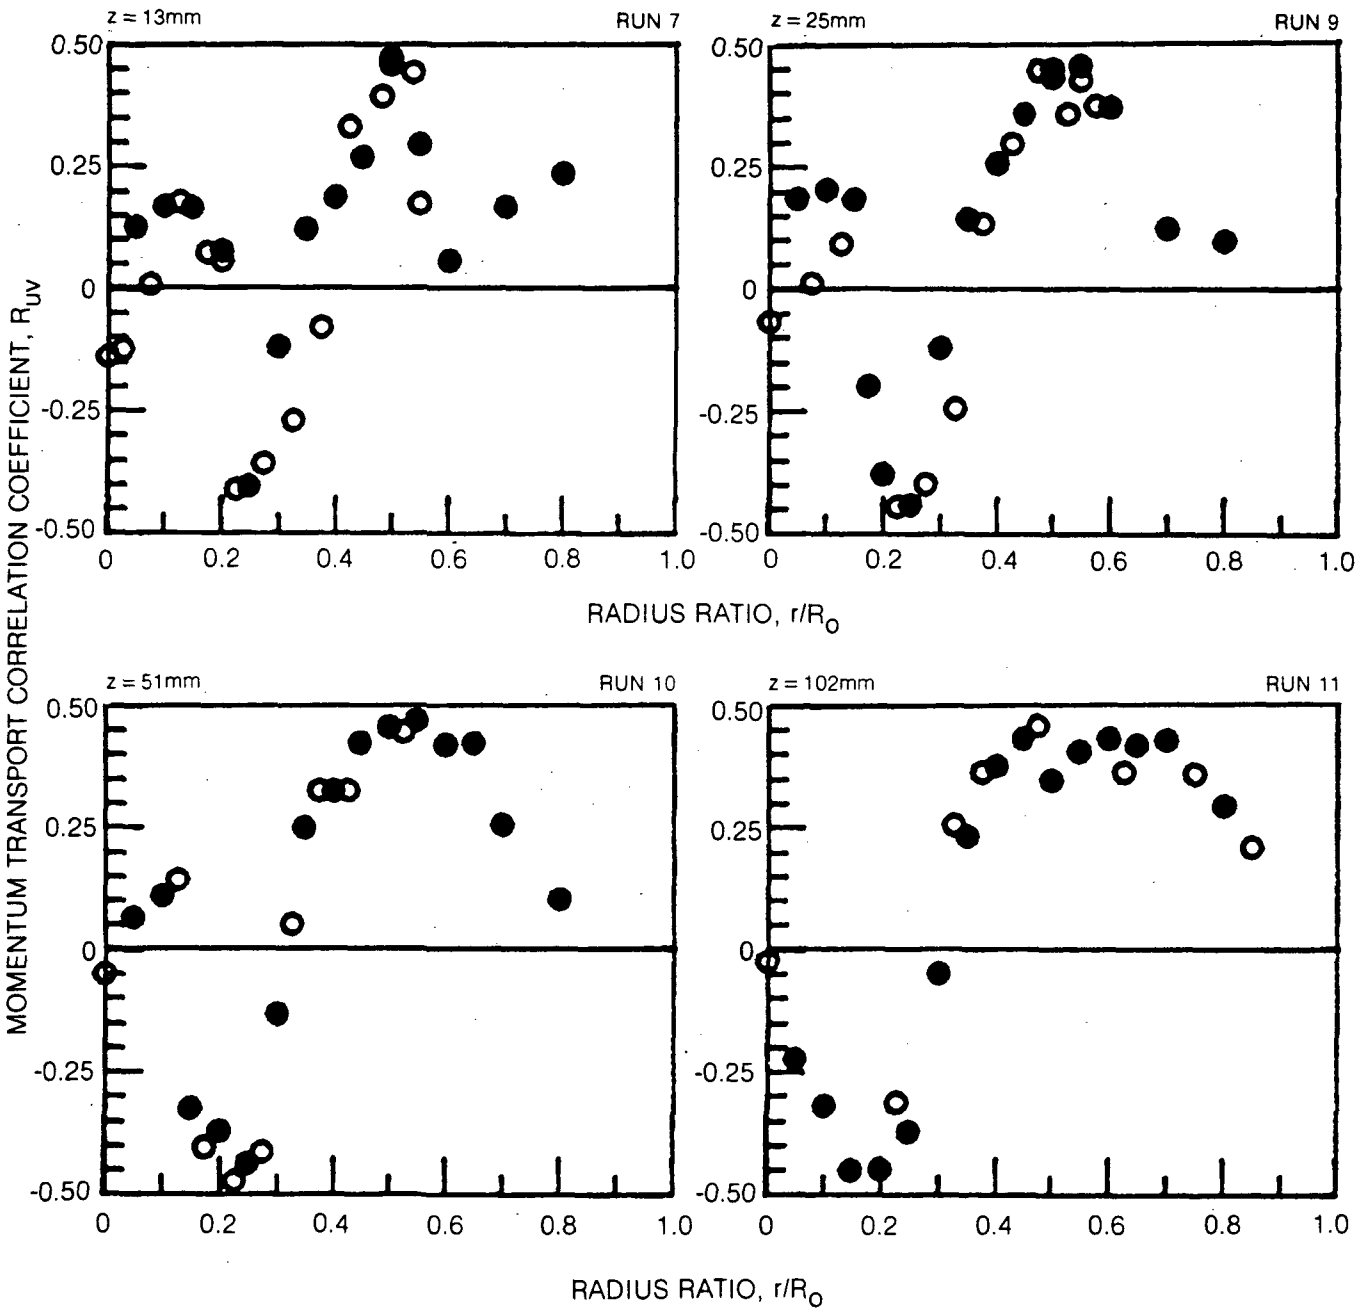 z = 13mm RUN 7
z = 25mm RUN 9
MOMENTUM TRANSPORT CORRELATION COEFFICIENT, Ruv
0.50
0.25
0
-0.25
-0.50
0 0.2 0.4 0.6 0.8 1.0
0.50
0.25
0
-0.25
-0.50
0 0.2 0.4 0.6 0.8 1.0
RADIUS RATIO, r/Ro
z = 51mm RUN 10
z = 102mm RUN 11
0.50
0.25
0
-0.25
-0.50
0 0.2 0.4 0.6 0.8 1.0
0.50
0.25
0
-0.25
-0.50
0 0.2 0.4 0.6 0.8 1.0
RADIUS RATIO, r/Ro